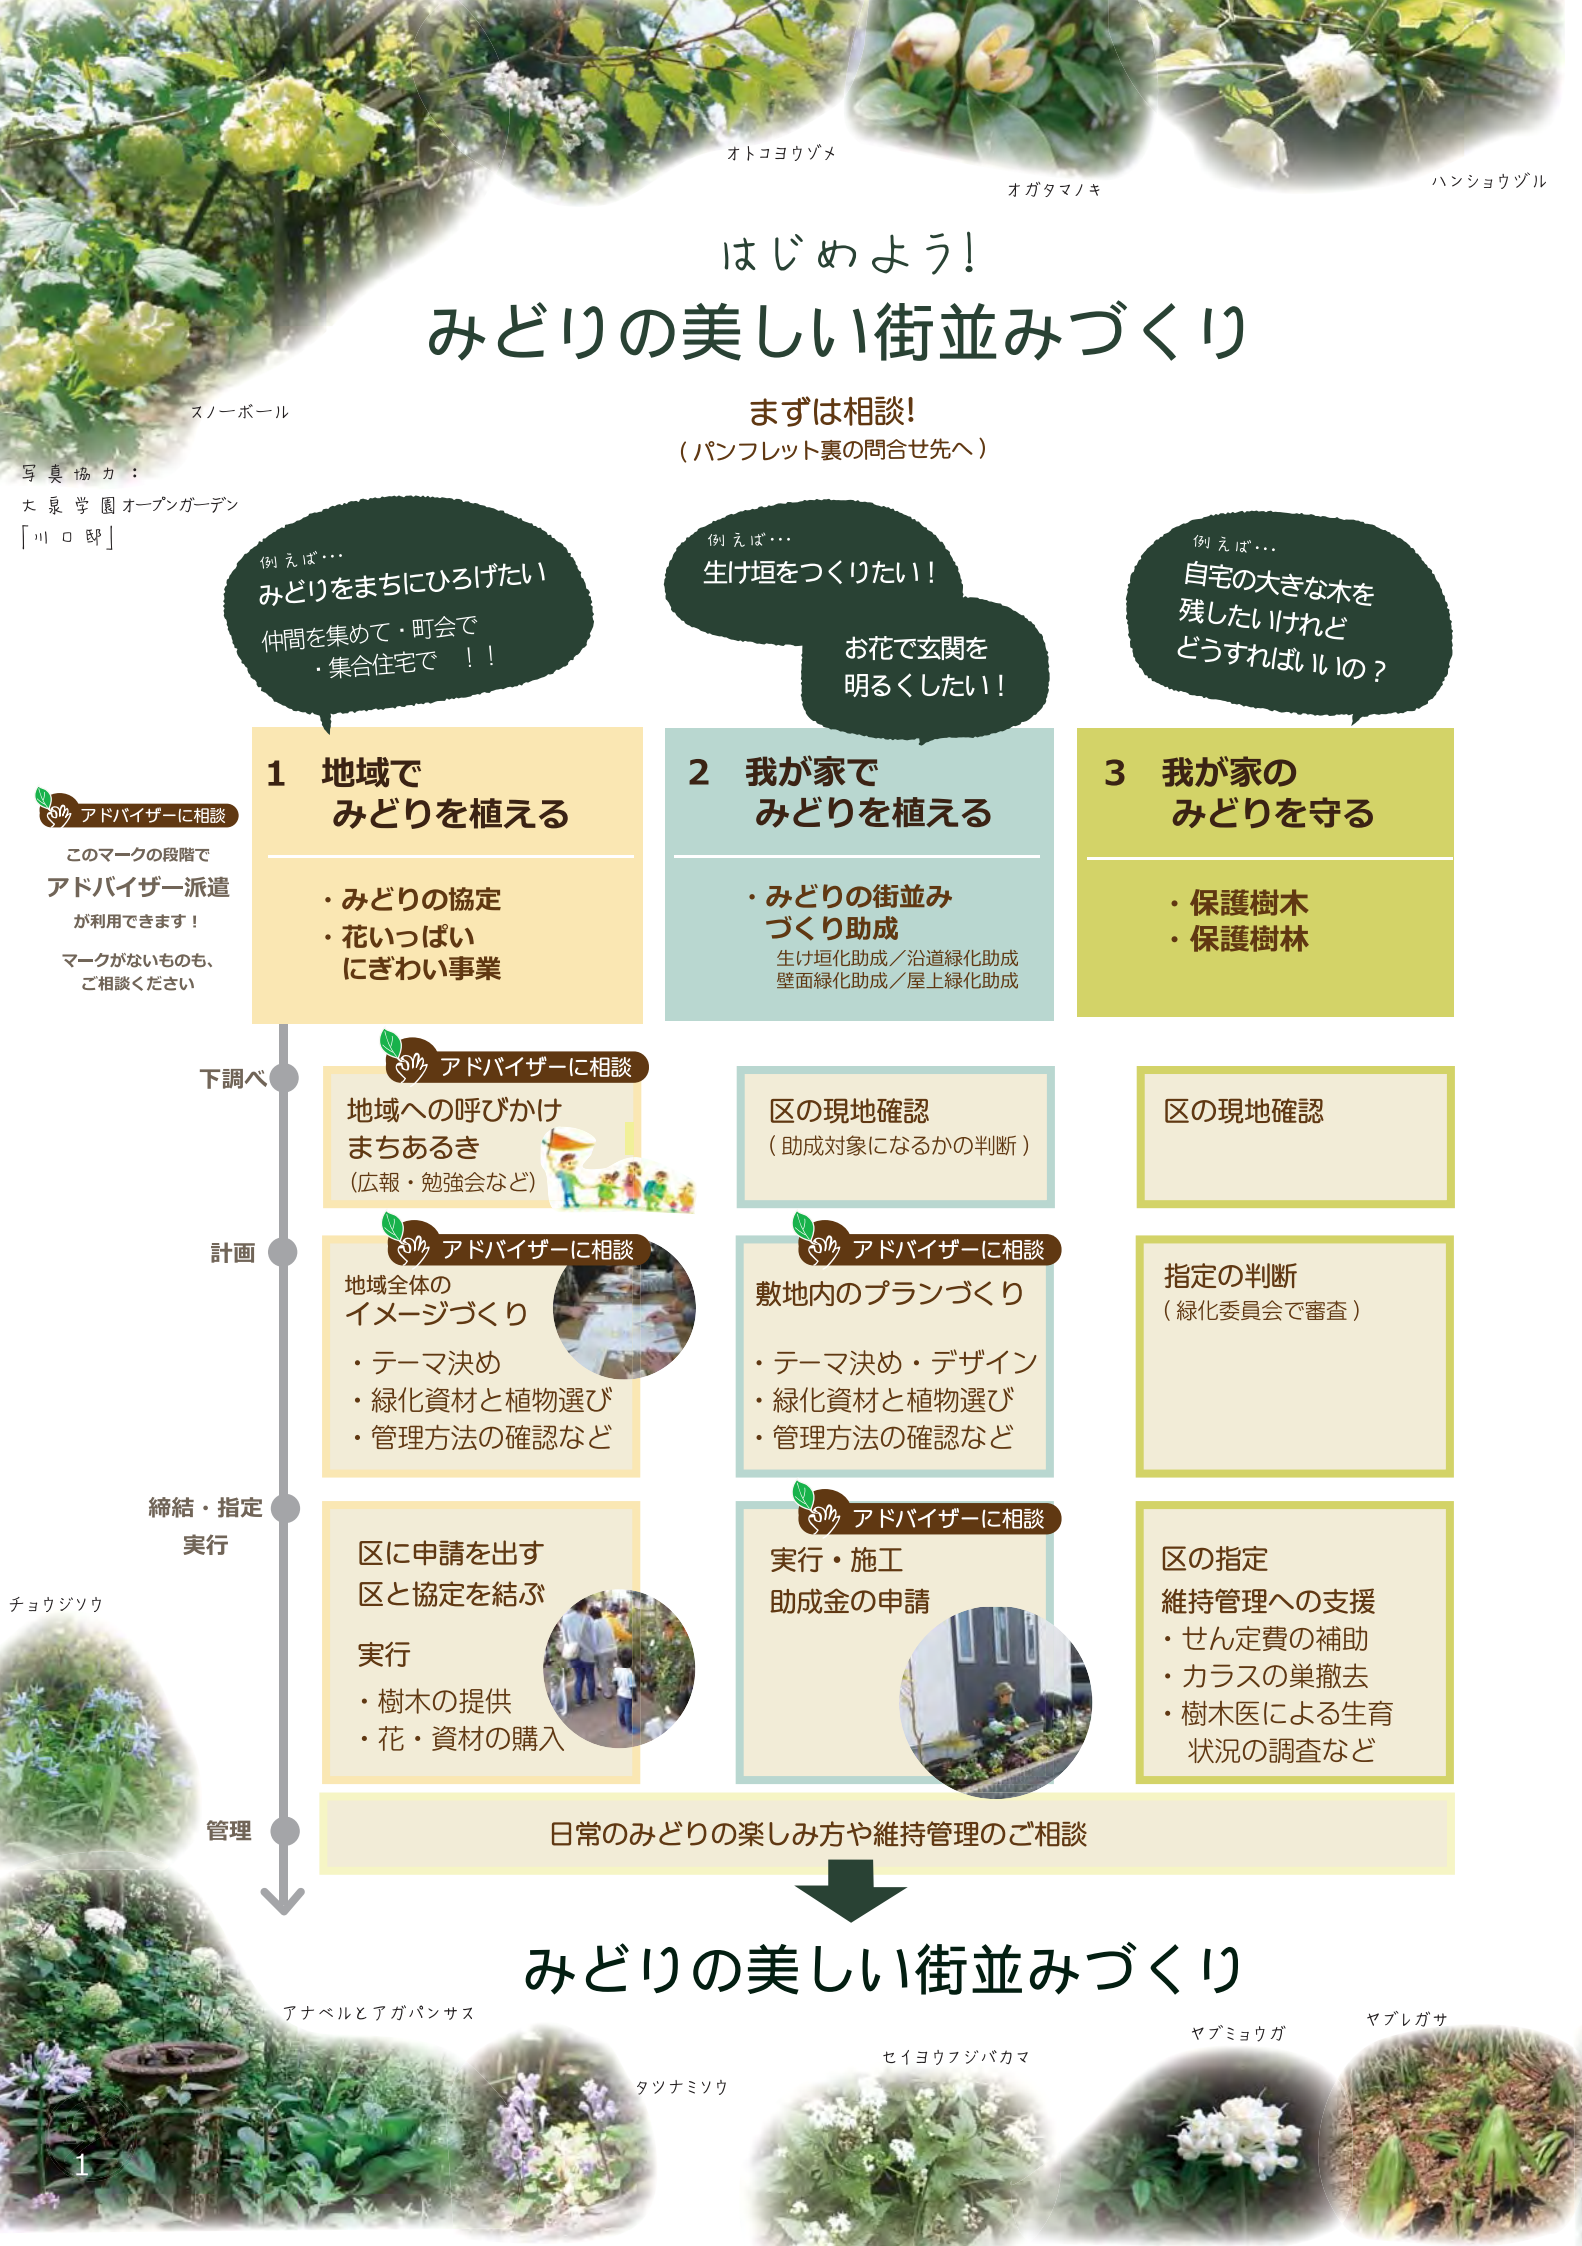 オトコヨウゾメ
オガタマノキ
ハンショウヅル
はじめよう!
みどりの美しい街並みづくり
スノーボール
まずは相談!
（パンフレット裏の問合せ先へ）
写真協力：
大泉学園オープンガーデン
「川口邸」
例えば…
みどりをまちにひろげたい
仲間を集めて・町会で
・集合住宅で　！！
例えば…
生け垣をつくりたい！
お花で玄関を
明るくしたい！
例えば…
自宅の大きな木を
残したいけれど
どうすればいいの？
アドバイザーに相談
このマークの段階で
アドバイザー派遣
が利用できます！
マークがないものも、
ご相談ください
1　地域で
みどりを植える
・みどりの協定
・花いっぱい
にぎわい事業
2　我が家で
みどりを植える
・みどりの街並み
づくり助成
生け垣化助成／沿道緑化助成
壁面緑化助成／屋上緑化助成
3　我が家の
みどりを守る
・保護樹木
・保護樹林
下調べ
アドバイザーに相談
地域への呼びかけ
まちあるき
（広報・勉強会など）
区の現地確認
（助成対象になるかの判断）
区の現地確認
計画
アドバイザーに相談
地域全体の
イメージづくり
・テーマ決め
・緑化資材と植物選び
・管理方法の確認など
アドバイザーに相談
敷地内のプランづくり
・テーマ決め・デザイン
・緑化資材と植物選び
・管理方法の確認など
指定の判断
（緑化委員会で審査）
締結・指定
実行
区に申請を出す
区と協定を結ぶ
実行
・樹木の提供
・花・資材の購入
アドバイザーに相談
実行・施工
助成金の申請
区の指定
維持管理への支援
・せん定費の補助
・カラスの巣撤去
・樹木医による生育
状況の調査など
チョウジソウ
管理
日常のみどりの楽しみ方や維持管理のご相談
みどりの美しい街並みづくり
アナベルとアガパンサス
タツナミソウ
セイヨウフジバカマ
ヤブミョウガ
ヤブレガサ
1